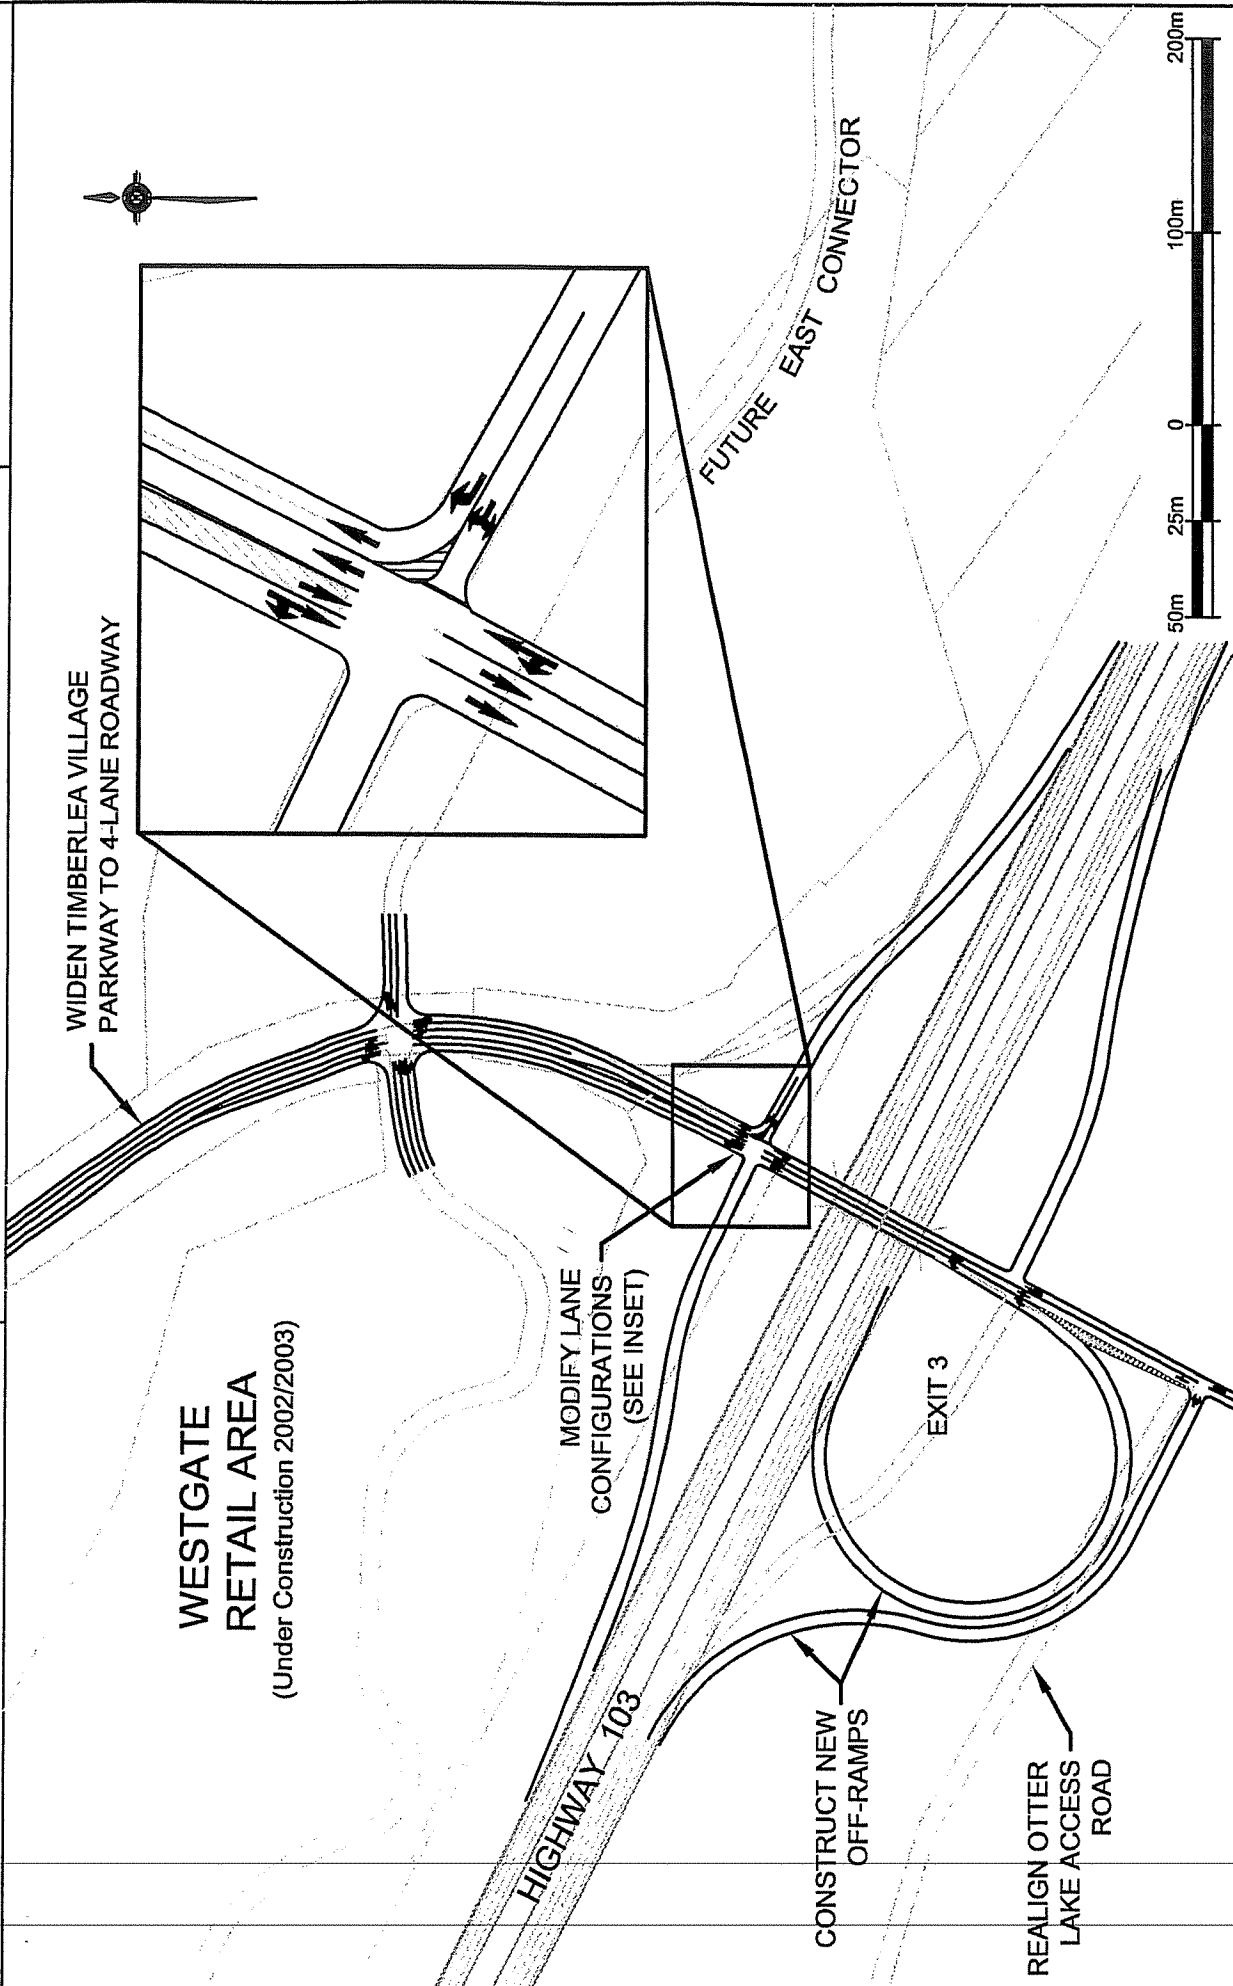 WIDEN TIMBERLEA VILLAGE
PARKWAY TO 4-LANE ROADWAY
WESTGATE
RETAIL AREA
(Under Construction 2002/2003)
MODIFY LANE
CONFIGURATIONS
(SEE INSET)
FUTURE EAST CONNECTOR
HIGHWAY 103
EXIT 3
CONSTRUCT NEW
OFF-RAMPS
REALIGN OTTER
LAKE ACCESS
ROAD
50m 25m 0 100m 200m